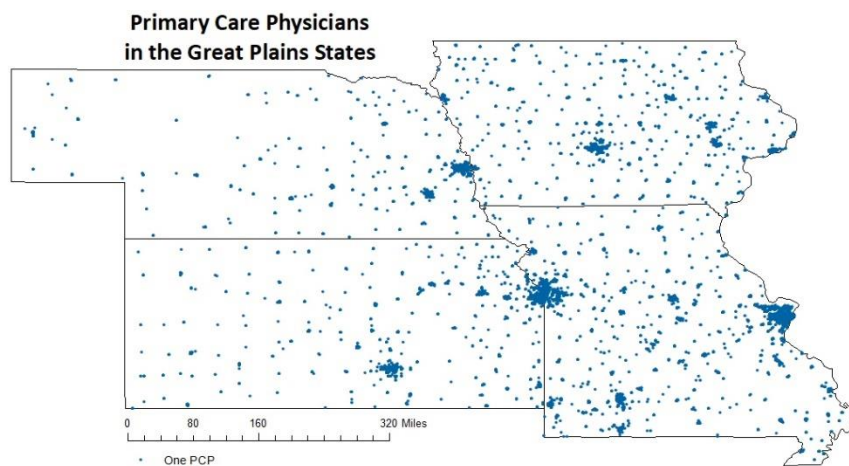 Primary Care Physicians
in the Great Plains States
0 80 160 320 Miles
One PCP